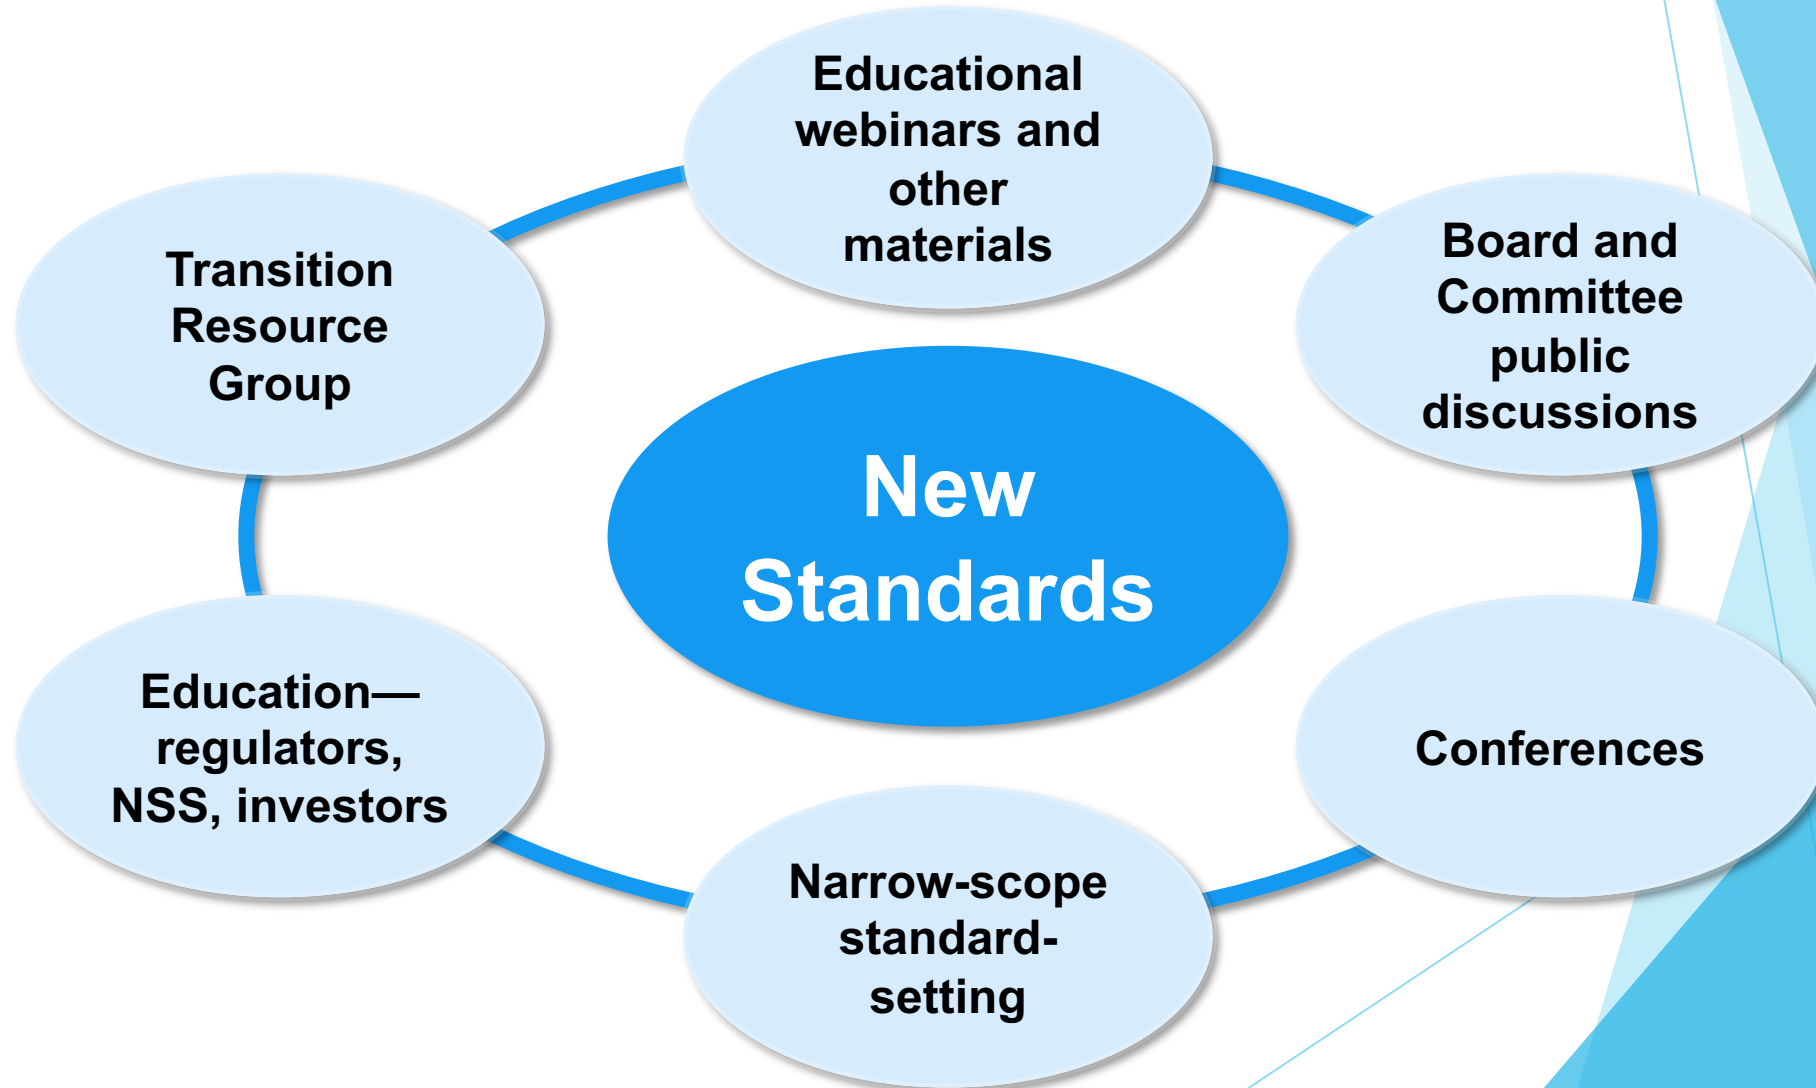 Educational
webinars and
other
materials
Board and
Committee
public
discussions
Conferences
Narrow-scope
standard-
setting
Education—
regulators,
NSS, investors
Transition
Resource
Group
New
Standards